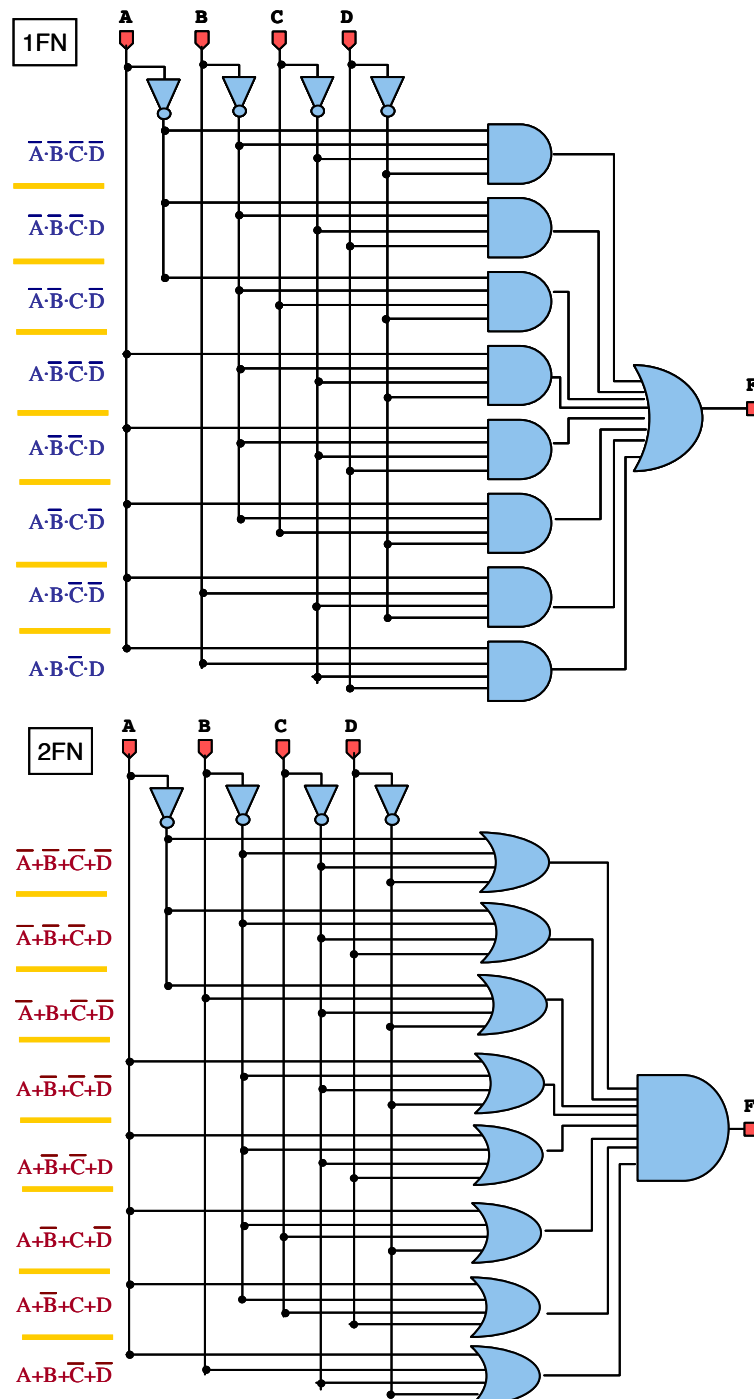 A B C D
1FN
A̅·B̅·C̅·D̅
A̅·B̅·C̅·D
A̅·B̅·C·D̅
F
A·B̅·C̅·D̅
A·B̅·C̅·D
A·B̅·C·D̅
A·B·C̅·D̅
A·B·C̅·D
A B C D
2FN
A̅+B̅+C̅+D̅
A̅+B̅+C̅+D
A̅+B+C̅+D̅
A+B̅+C̅+D̅
F
A+B̅+C̅+D
A+B̅+C+D̅
A+B̅+C+D
A+B+C̅+D̅